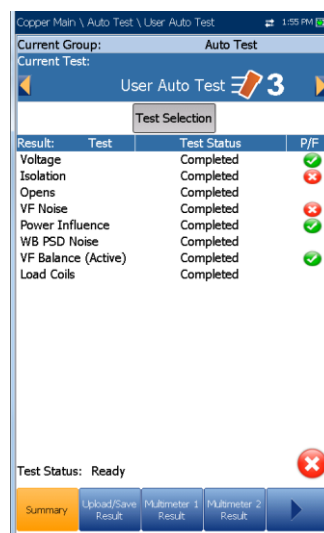 Copper Main \ Auto Test \ User Auto Test 1:55 PM
Current Group: Auto Test
Current Test:
User Auto Test 3
Test Selection
Result: Test Test Status P/F
Voltage Completed
Isolation Completed
Opens Completed
VF Noise Completed
Power Influence Completed
WB PSD Noise Completed
VF Balance (Active) Completed
Load Coils Completed
Test Status: Ready
Summary Upload/Save Result Multimeter 1 Result Multimeter 2 Result